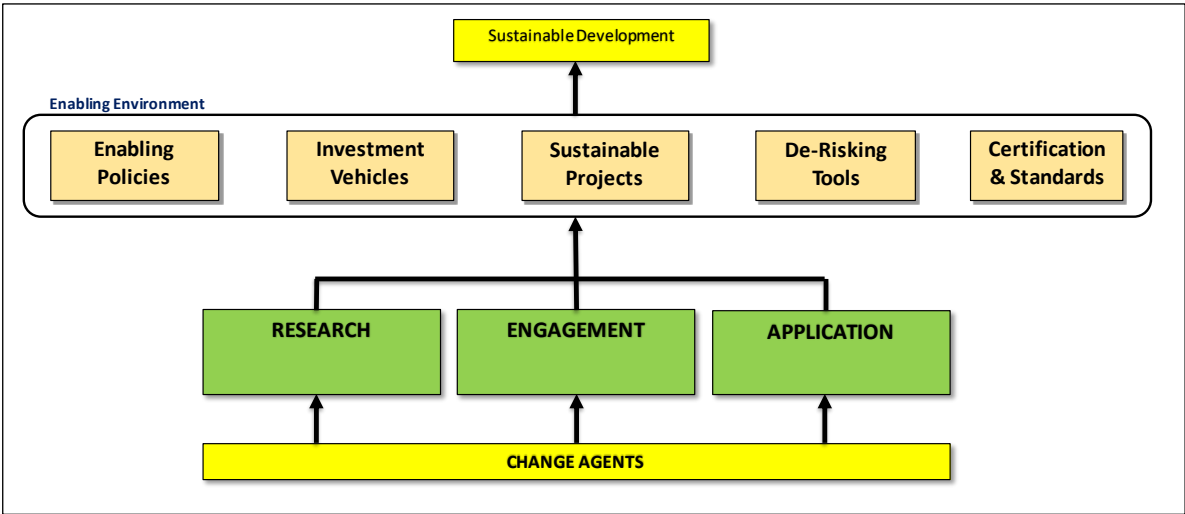 Sustainable Development
Enabling Environment
Enabling
Policies
Investment
Vehicles
Sustainable
Projects
De-Risking
Tools
Certification
& Standards
RESEARCH
ENGAGEMENT
APPLICATION
CHANGE AGENTS